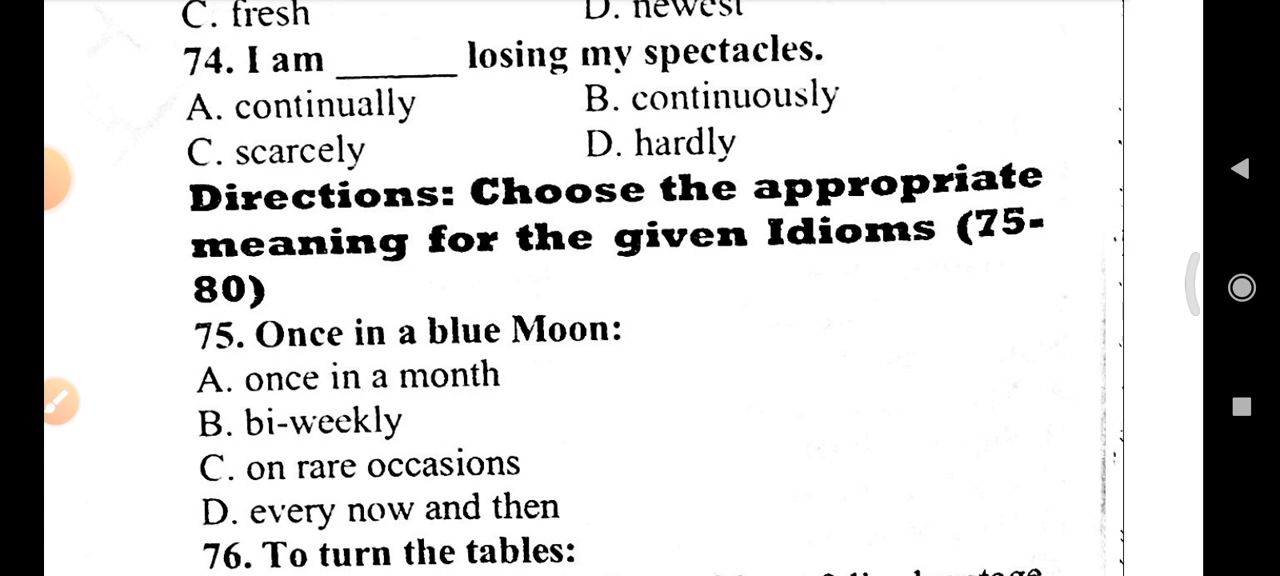 C. fresh D. newest
74. I am ______ losing my spectacles.
A. continually B. continuously
C. scarcely D. hardly
Directions: Choose the appropriate
meaning for the given Idioms (75-
80)
75. Once in a blue Moon:
A. once in a month
B. bi-weekly
C. on rare occasions
D. every now and then
76. To turn the tables: